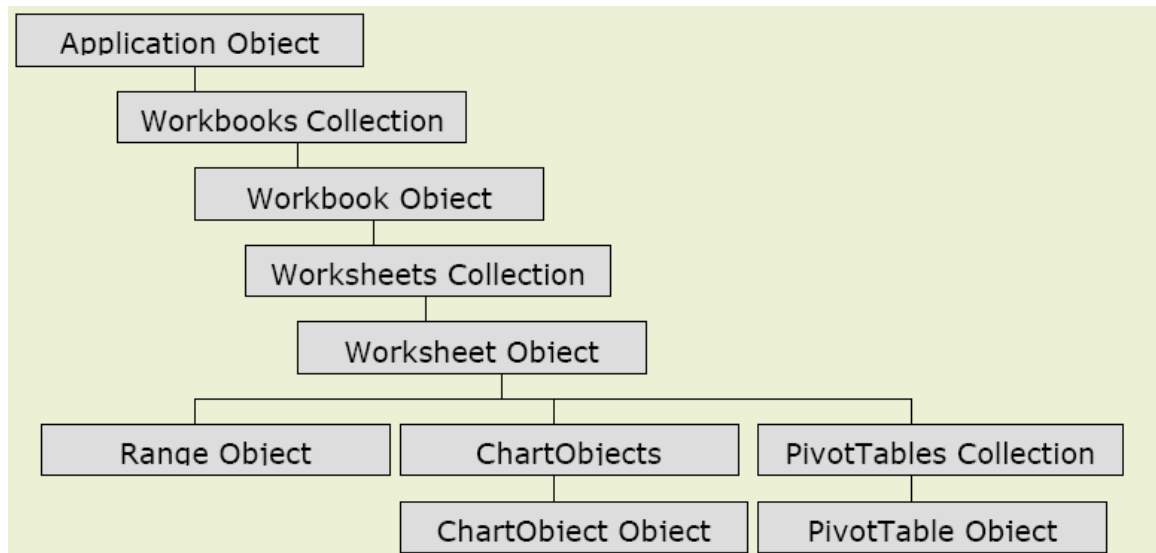 Application Object
Workbooks Collection
Workbook Object
Worksheets Collection
Worksheet Object
Range Object
ChartObjects
PivotTables Collection
ChartObject Object
PivotTable Object